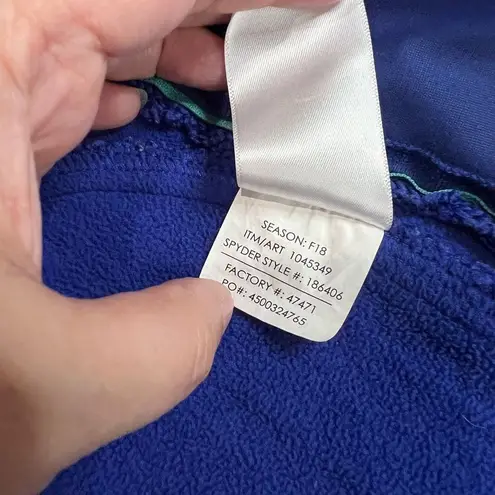 SEASON: F18
ITM/ART 1045349
SPYDER STYLE #: 186406
FACTORY #: 47471
PO#: 4500324765